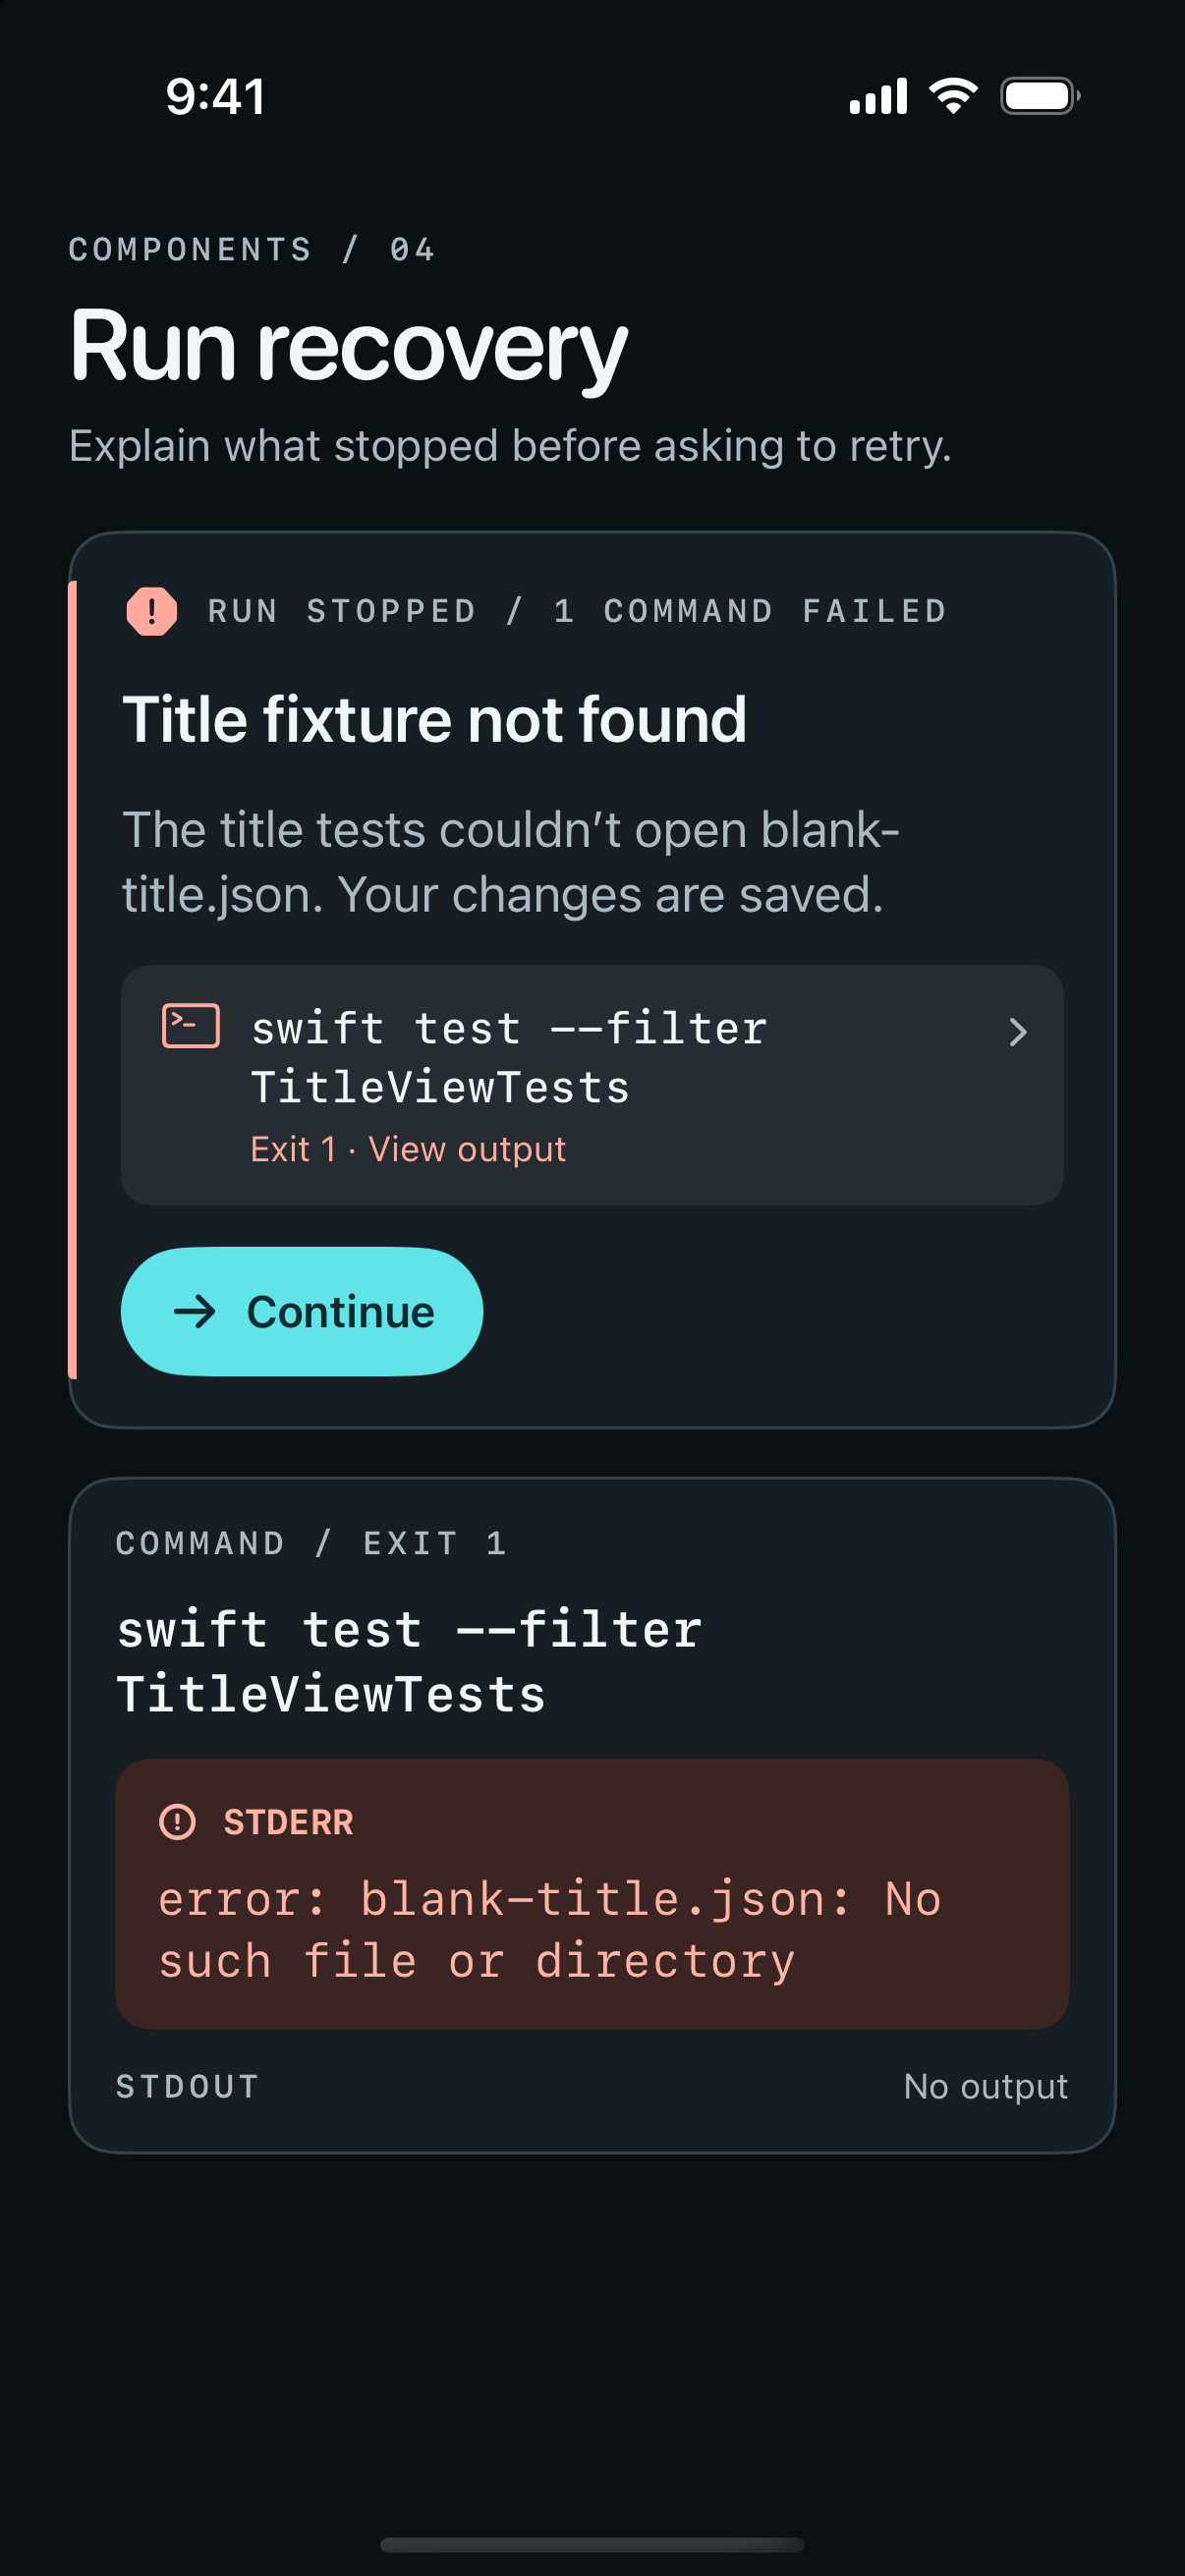 9:41
COMPONENTS / 04
Run recovery
Explain what stopped before asking to retry.
RUN STOPPED / 1 COMMAND FAILED
Title fixture not found
The title tests couldn’t open blank-
title.json. Your changes are saved.
swift test --filter
TitleViewTests
Exit 1 · View output
Continue
COMMAND / EXIT 1
swift test --filter
TitleViewTests
STDERR
error: blank-title.json: No
such file or directory
STDOUT No output